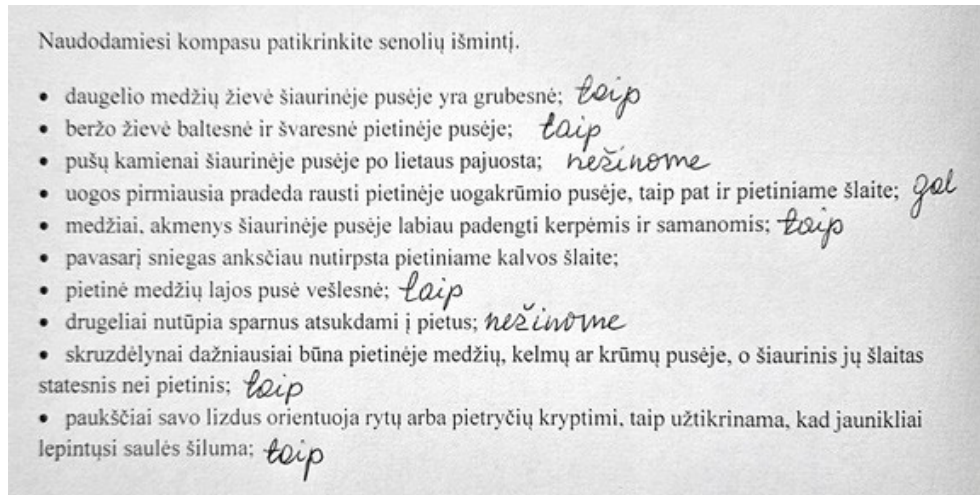 Naudodamiesi kompasu patikrinkite senolių išmintį.
• daugelio medžių žievė šiaurinėje pusėje yra grubesnė; taip
• beržo žievė baltesnė ir švaresnė pietinėje pusėje; taip
• pušų kamienai šiaurinėje pusėje po lietaus pajuosta; nežinome
• uogos pirmiausia pradeda rausti pietinėje uogakrūmio pusėje, taip pat ir pietiniame šlaite; gal
• medžiai, akmenys šiaurinėje pusėje labiau padengti kerpėmis ir samanomis; taip
• pavasarį sniegas anksčiau nutirpsta pietiniame kalvos šlaite;
• pietinė medžių lajos pusė vešlesnė; taip
• drugeliai nutūpia sparnus atsukdami į pietus; nežinome
• skruzdėlynai dažniausiai būna pietinėje medžių, kelmų ar krūmų pusėje, o šiaurinis jų šlaitas
statesnis nei pietinis; taip
• paukščiai savo lizdus orientuoja rytų arba pietryčių kryptimi, taip užtikrinama, kad jaunikliai
lepintųsi saulės šiluma; taip